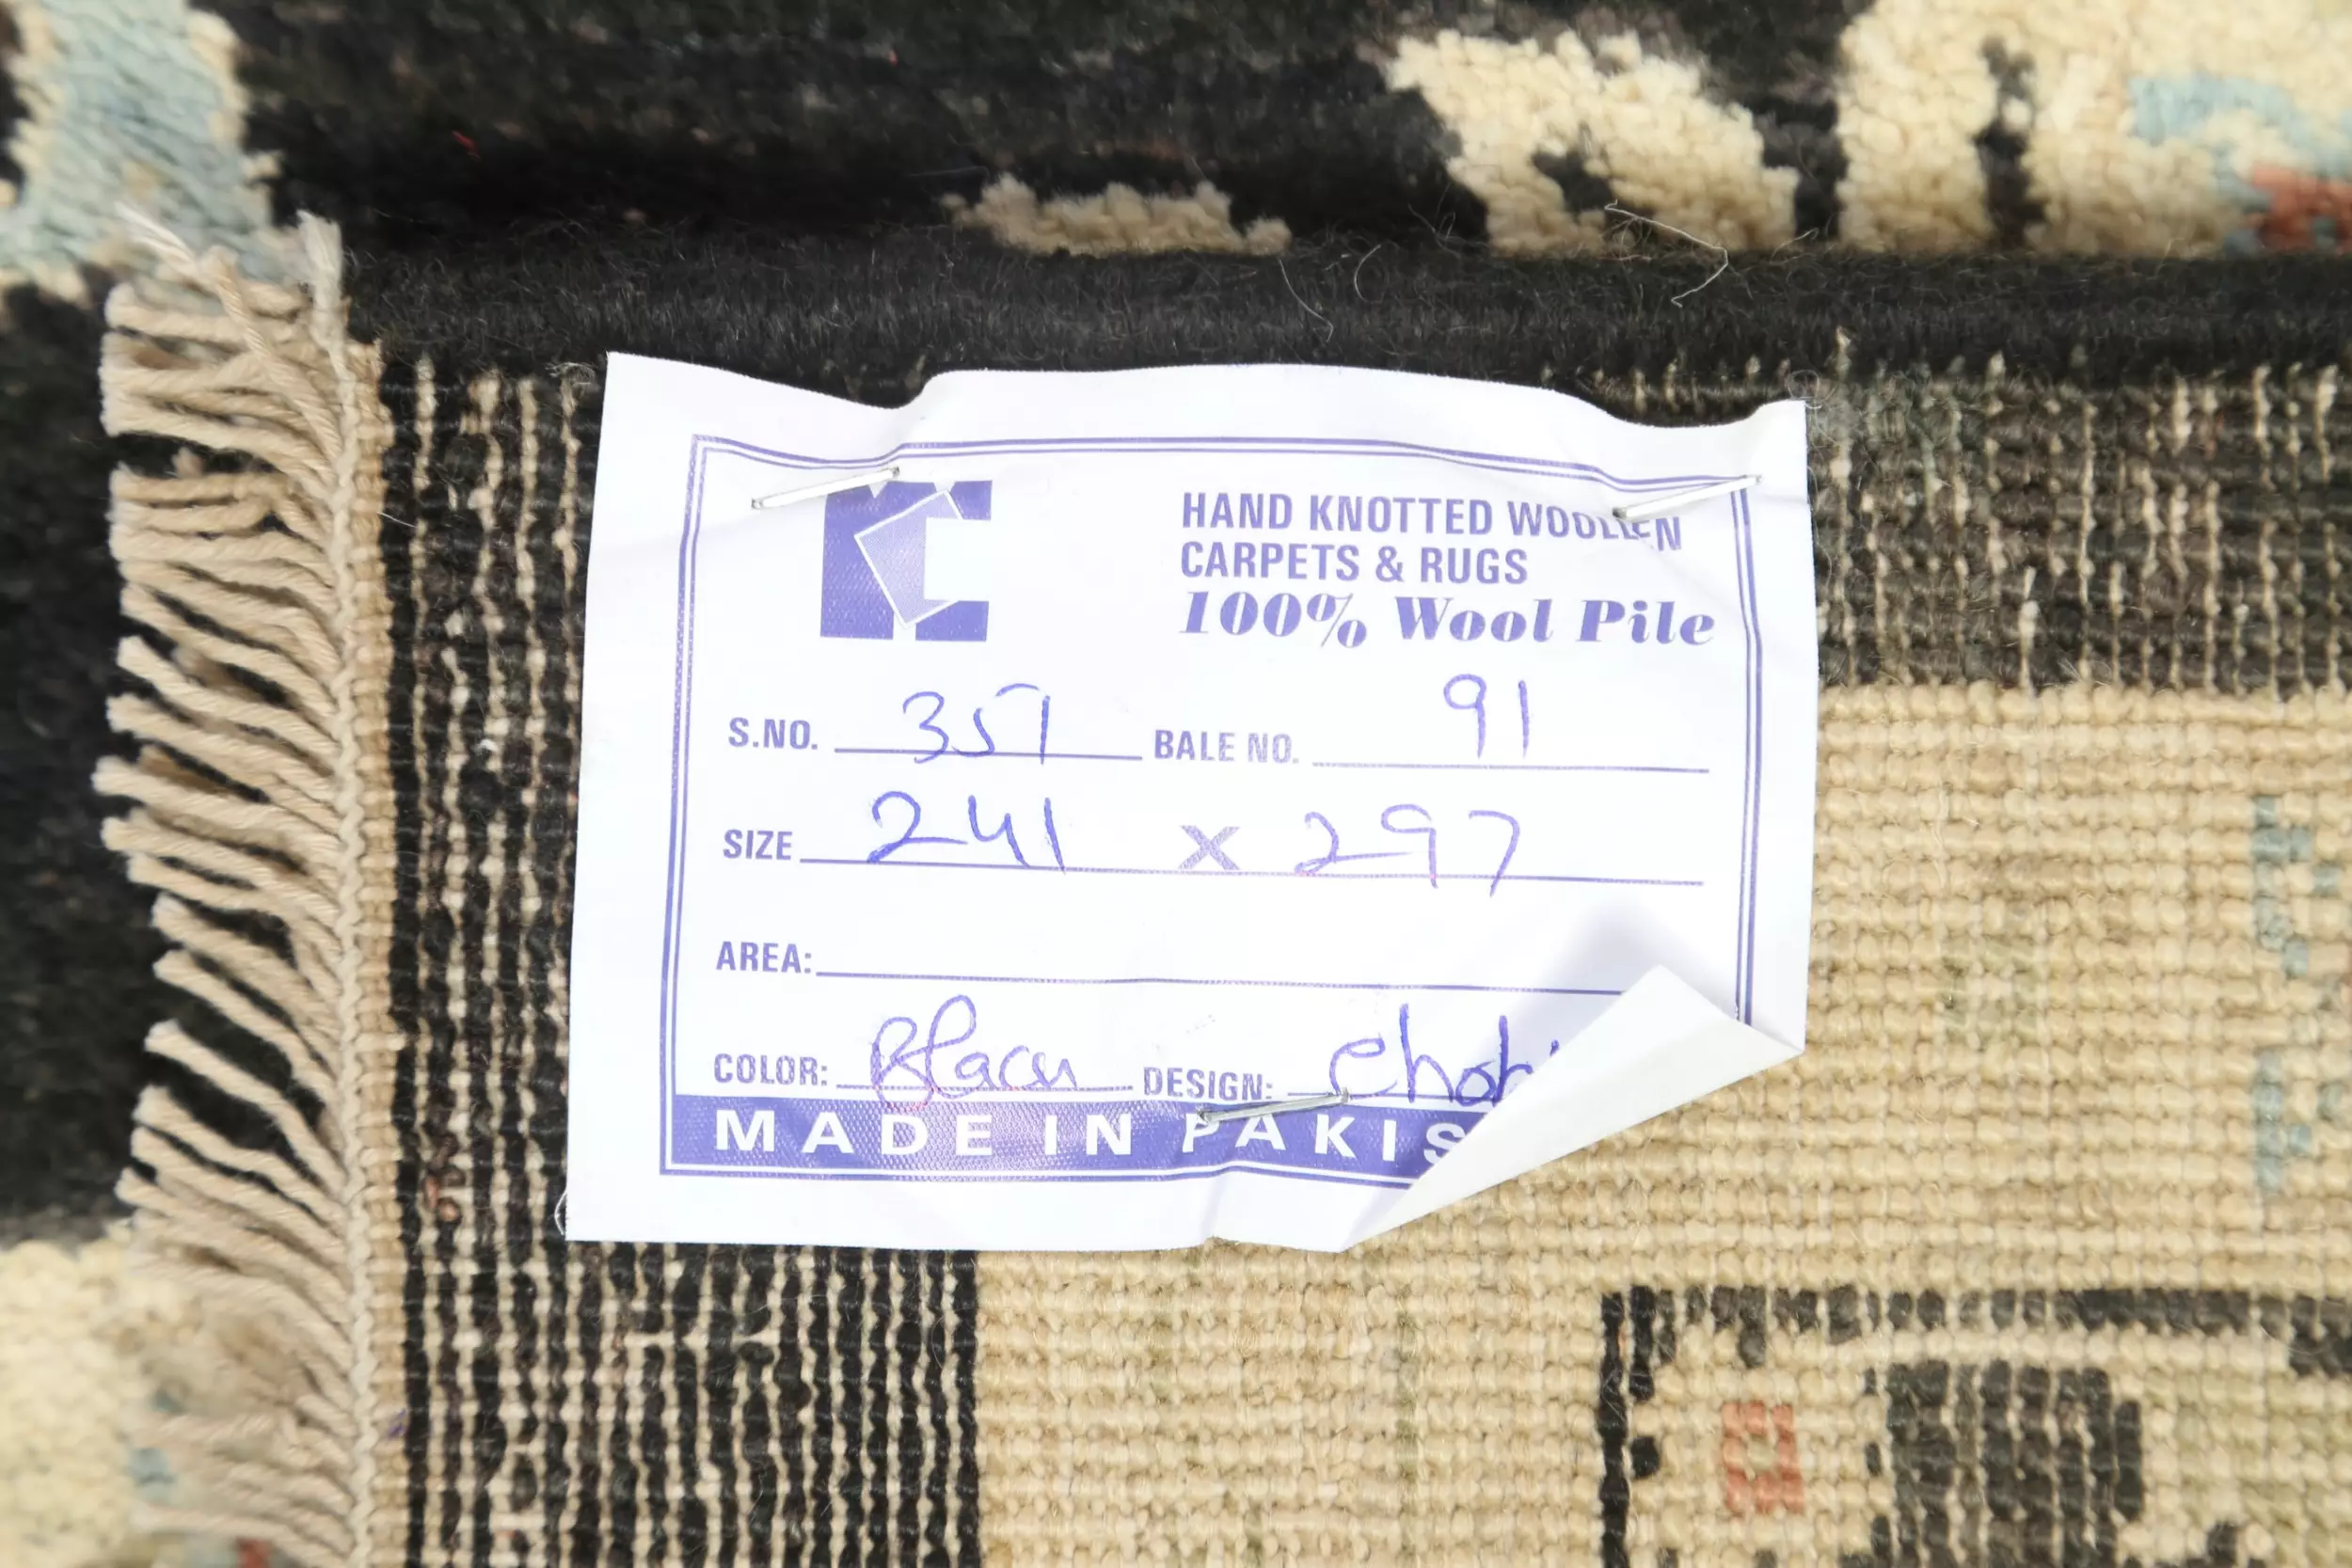 HAND KNOTTED WOOLLEN
CARPETS & RUGS
100% Wool Pile
S.NO. 351 BALE NO. 91
SIZE 241 X 297
AREA:
COLOR: Black DESIGN: Chob
MADE IN PAKIS